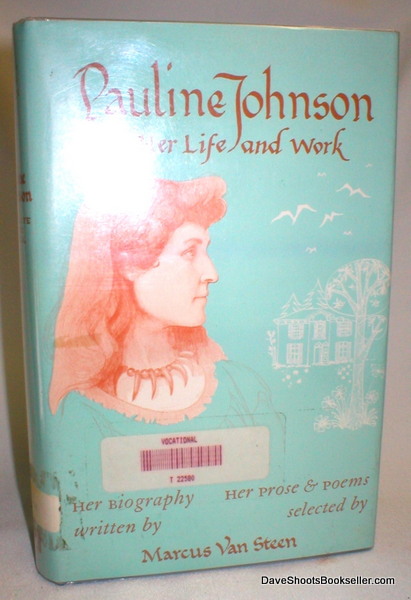 Pauline Johnson
Her Life and Work
VOCATIONAL
T 22580
Her Biography
written by
Her Prose & Poems
selected by
Marcus Van Steen
DaveShootsBookseller.com